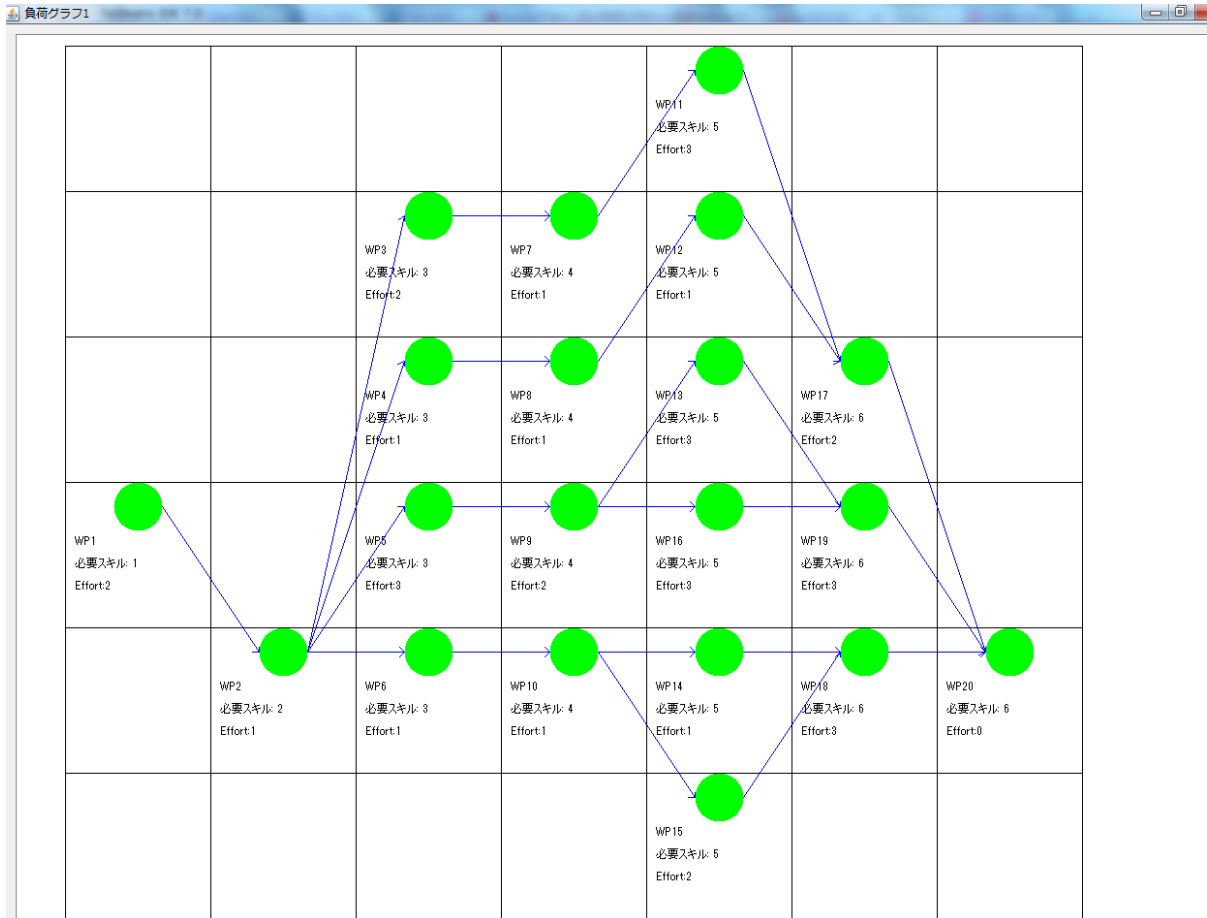 負荷グラフ1
WP11
必要スキル: 5
Effort:3
WP3
必要スキル: 3
Effort:2
WP7
必要スキル: 4
Effort:1
WP12
必要スキル: 5
Effort:1
WP4
必要スキル: 3
Effort:1
WP8
必要スキル: 4
Effort:1
WP13
必要スキル: 5
Effort:3
WP17
必要スキル: 6
Effort:2
WP1
必要スキル: 1
Effort:2
WP5
必要スキル: 3
Effort:3
WP9
必要スキル: 4
Effort:2
WP16
必要スキル: 5
Effort:3
WP19
必要スキル: 6
Effort:3
WP2
必要スキル: 2
Effort:1
WP6
必要スキル: 3
Effort:1
WP10
必要スキル: 4
Effort:1
WP14
必要スキル: 5
Effort:1
WP18
必要スキル: 6
Effort:3
WP20
必要スキル: 6
Effort:0
WP15
必要スキル: 5
Effort:2